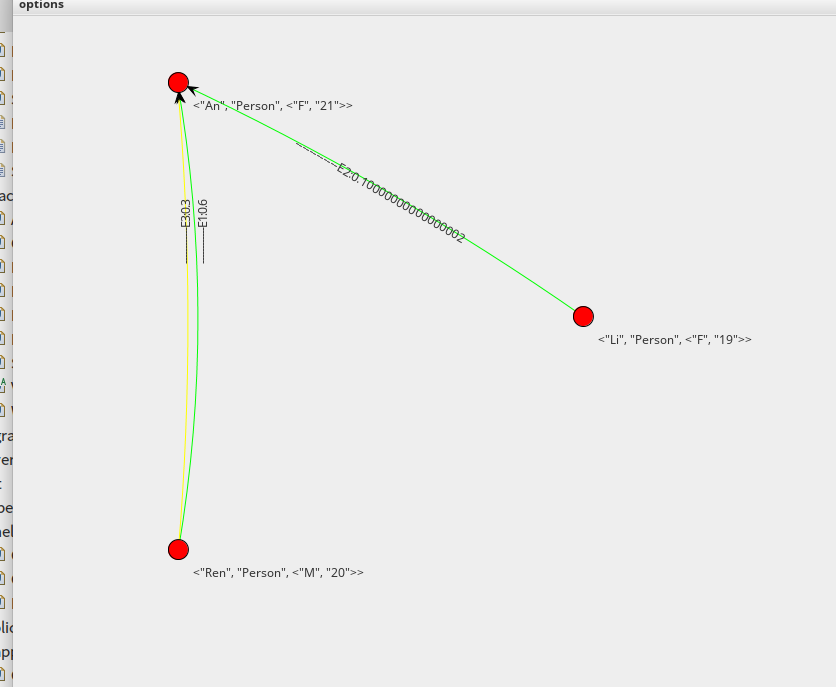 options
<"An", "Person", <"F", "21">>
E2:0.10000000000000002
E3:0.3
E1:0.6
<"Li", "Person", <"F", "19">>
<"Ren", "Person", <"M", "20">>